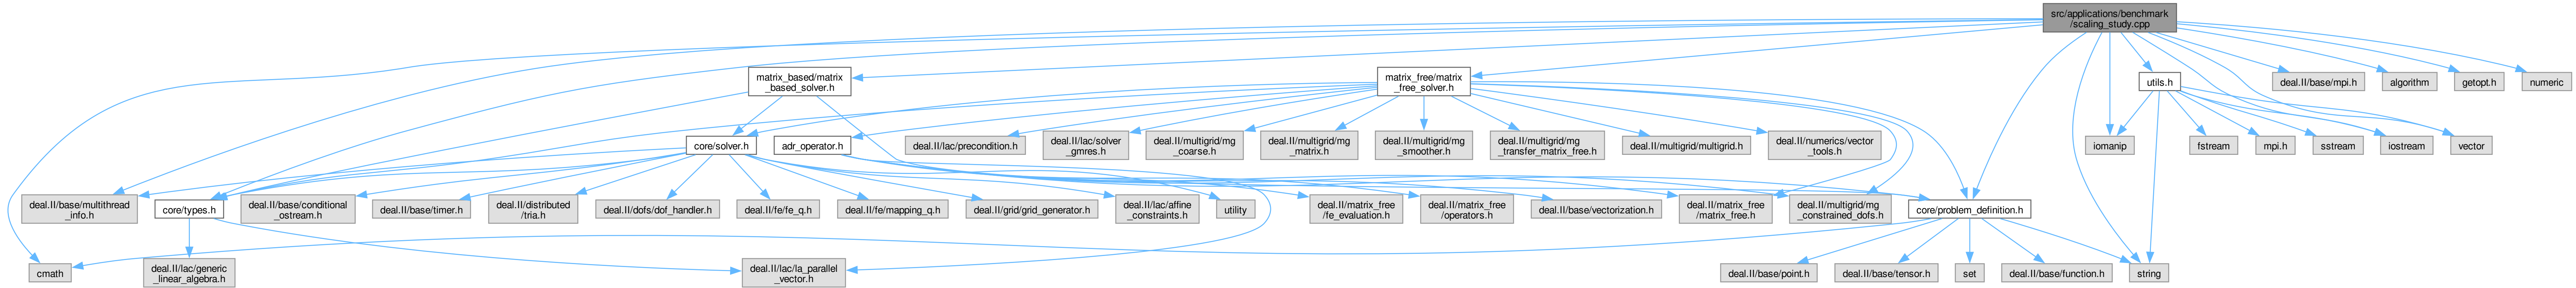 src/applications/benchmark
/scaling_study.cpp
matrix_based/matrix
_based_solver.h
matrix_free/matrix
_free_solver.h
utils.h
deal.II/base/mpi.h
algorithm
getopt.h
numeric
core/solver.h
adr_operator.h
deal.II/lac/precondition.h
deal.II/lac/solver
_gmres.h
deal.II/multigrid/mg
_coarse.h
deal.II/multigrid/mg
_matrix.h
deal.II/multigrid/mg
_smoother.h
deal.II/multigrid/mg
_transfer_matrix_free.h
deal.II/multigrid/multigrid.h
deal.II/numerics/vector
_tools.h
iomanip
fstream
mpi.h
sstream
iostream
vector
deal.II/base/multithread
_info.h
core/types.h
deal.II/base/conditional
_ostream.h
deal.II/base/timer.h
deal.II/distributed
/tria.h
deal.II/dofs/dof_handler.h
deal.II/fe/fe_q.h
deal.II/fe/mapping_q.h
deal.II/grid/grid_generator.h
deal.II/lac/affine
_constraints.h
utility
deal.II/matrix_free
/fe_evaluation.h
deal.II/matrix_free
/operators.h
deal.II/base/vectorization.h
deal.II/matrix_free
/matrix_free.h
deal.II/multigrid/mg
_constrained_dofs.h
core/problem_definition.h
cmath
deal.II/lac/generic
_linear_algebra.h
deal.II/lac/la_parallel
_vector.h
deal.II/base/point.h
deal.II/base/tensor.h
set
deal.II/base/function.h
string